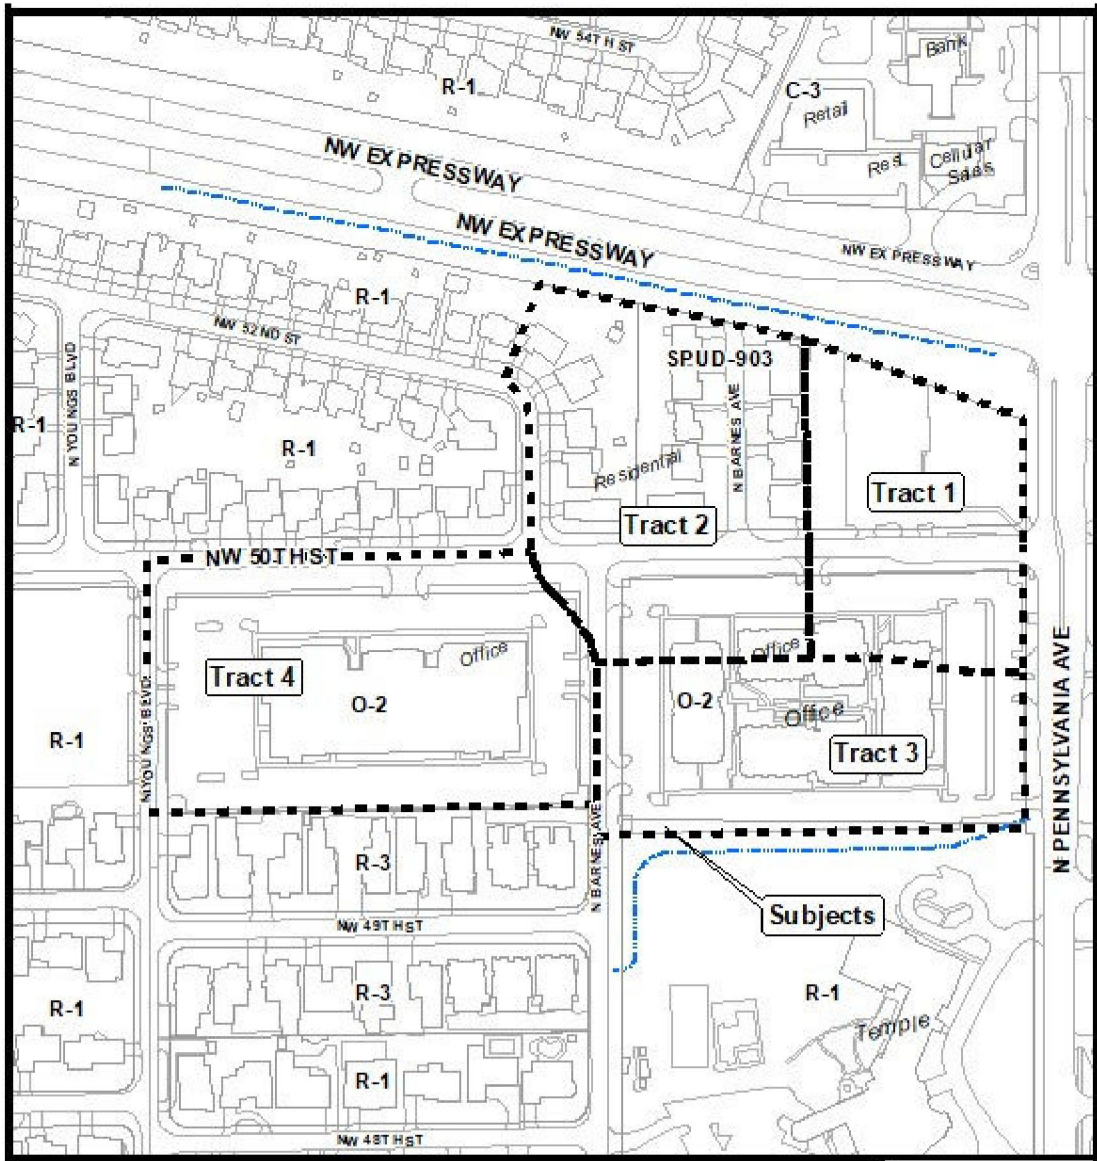 NW 54TH ST
Bank
R-1
C-3
Retail
NW EXPRESSWAY
Rest.
Cellular
Sales
NW EXPRESSWAY
NW EXPRESSWAY
R-1
NW 52ND ST
SPUD-903
N YOUNGS BLVD
N BARNES AVE
R-1
R-1
Residential
Tract 1
Tract 2
NW 50TH ST
Office
Office
Tract 4
O-2
O-2
Office
N YOUNGS BLVD
R-1
Tract 3
N PENNSYLVANIA AVE
N BARNES AVE
R-3
Subjects
NW 49TH ST
R-3
R-1
R-1
Temple
R-1
NW 48TH ST